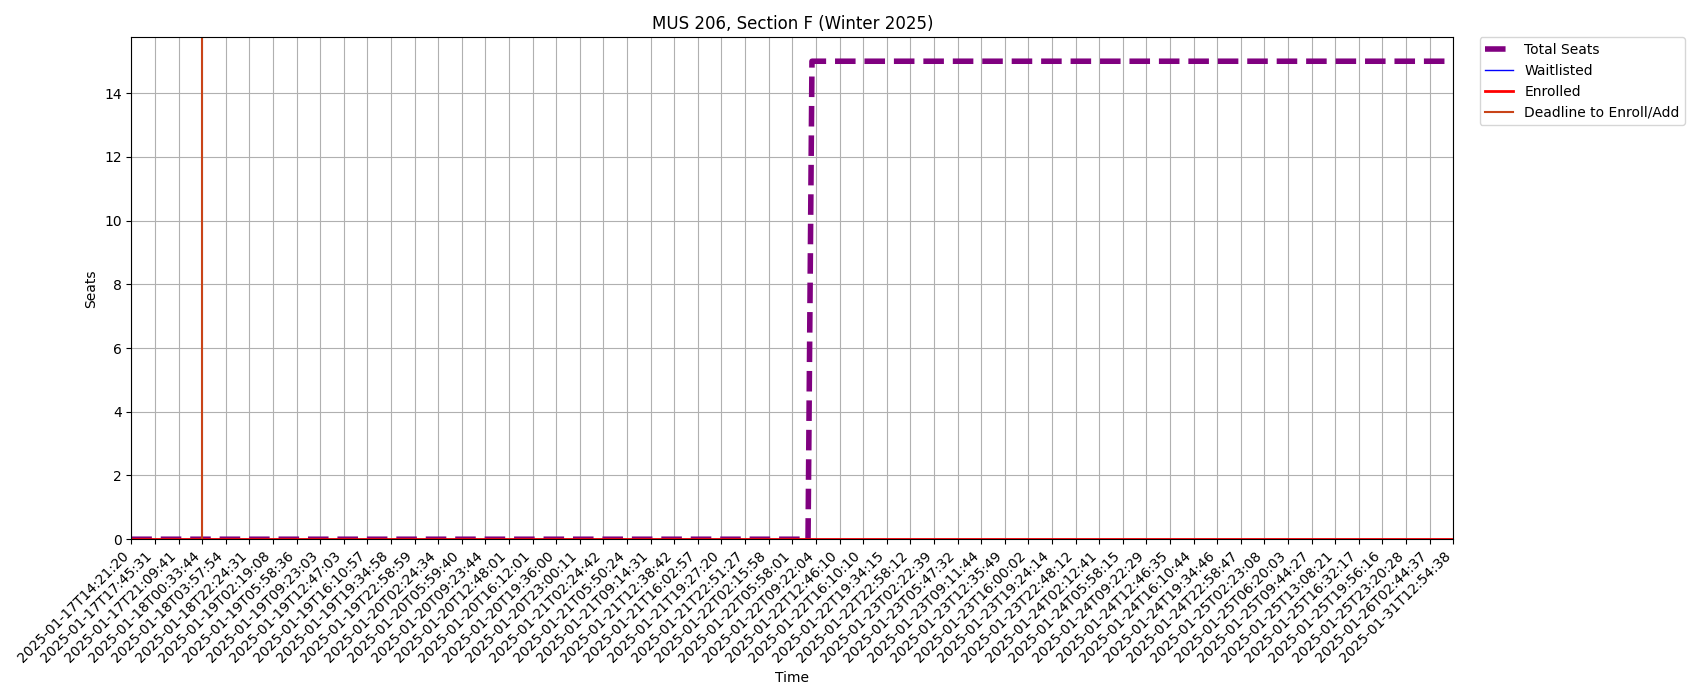 MUS 206, Section F (Winter 2025)
Total Seats
Waitlisted
Enrolled
Deadline to Enroll/Add
Seats
14
12
10
8
6
4
2
0
2025-01-17T14:21:20
2025-01-17T17:45:31
2025-01-17T21:09:41
2025-01-18T00:33:44
2025-01-18T03:57:54
2025-01-18T22:24:31
2025-01-19T02:19:08
2025-01-19T05:58:36
2025-01-19T09:23:03
2025-01-19T12:47:03
2025-01-19T16:10:57
2025-01-19T19:34:58
2025-01-19T22:58:59
2025-01-20T02:24:34
2025-01-20T05:59:40
2025-01-20T09:23:44
2025-01-20T12:48:01
2025-01-20T16:12:01
2025-01-20T19:36:00
2025-01-20T23:00:11
2025-01-21T02:24:42
2025-01-21T05:50:24
2025-01-21T09:14:31
2025-01-21T12:38:42
2025-01-21T16:02:57
2025-01-21T19:27:20
2025-01-21T22:51:27
2025-01-22T02:15:58
2025-01-22T05:58:01
2025-01-22T09:22:04
2025-01-22T12:46:10
2025-01-22T16:10:10
2025-01-22T19:34:15
2025-01-22T22:58:12
2025-01-23T02:22:39
2025-01-23T05:47:32
2025-01-23T09:11:44
2025-01-23T12:35:49
2025-01-23T16:00:02
2025-01-23T19:24:14
2025-01-23T22:48:12
2025-01-24T02:12:41
2025-01-24T05:58:15
2025-01-24T09:22:29
2025-01-24T12:46:35
2025-01-24T16:10:44
2025-01-24T19:34:46
2025-01-24T22:58:47
2025-01-25T02:23:08
2025-01-25T06:20:03
2025-01-25T09:44:27
2025-01-25T13:08:21
2025-01-25T16:32:17
2025-01-25T19:56:16
2025-01-25T23:20:28
2025-01-26T02:44:37
2025-01-31T12:54:38
Time